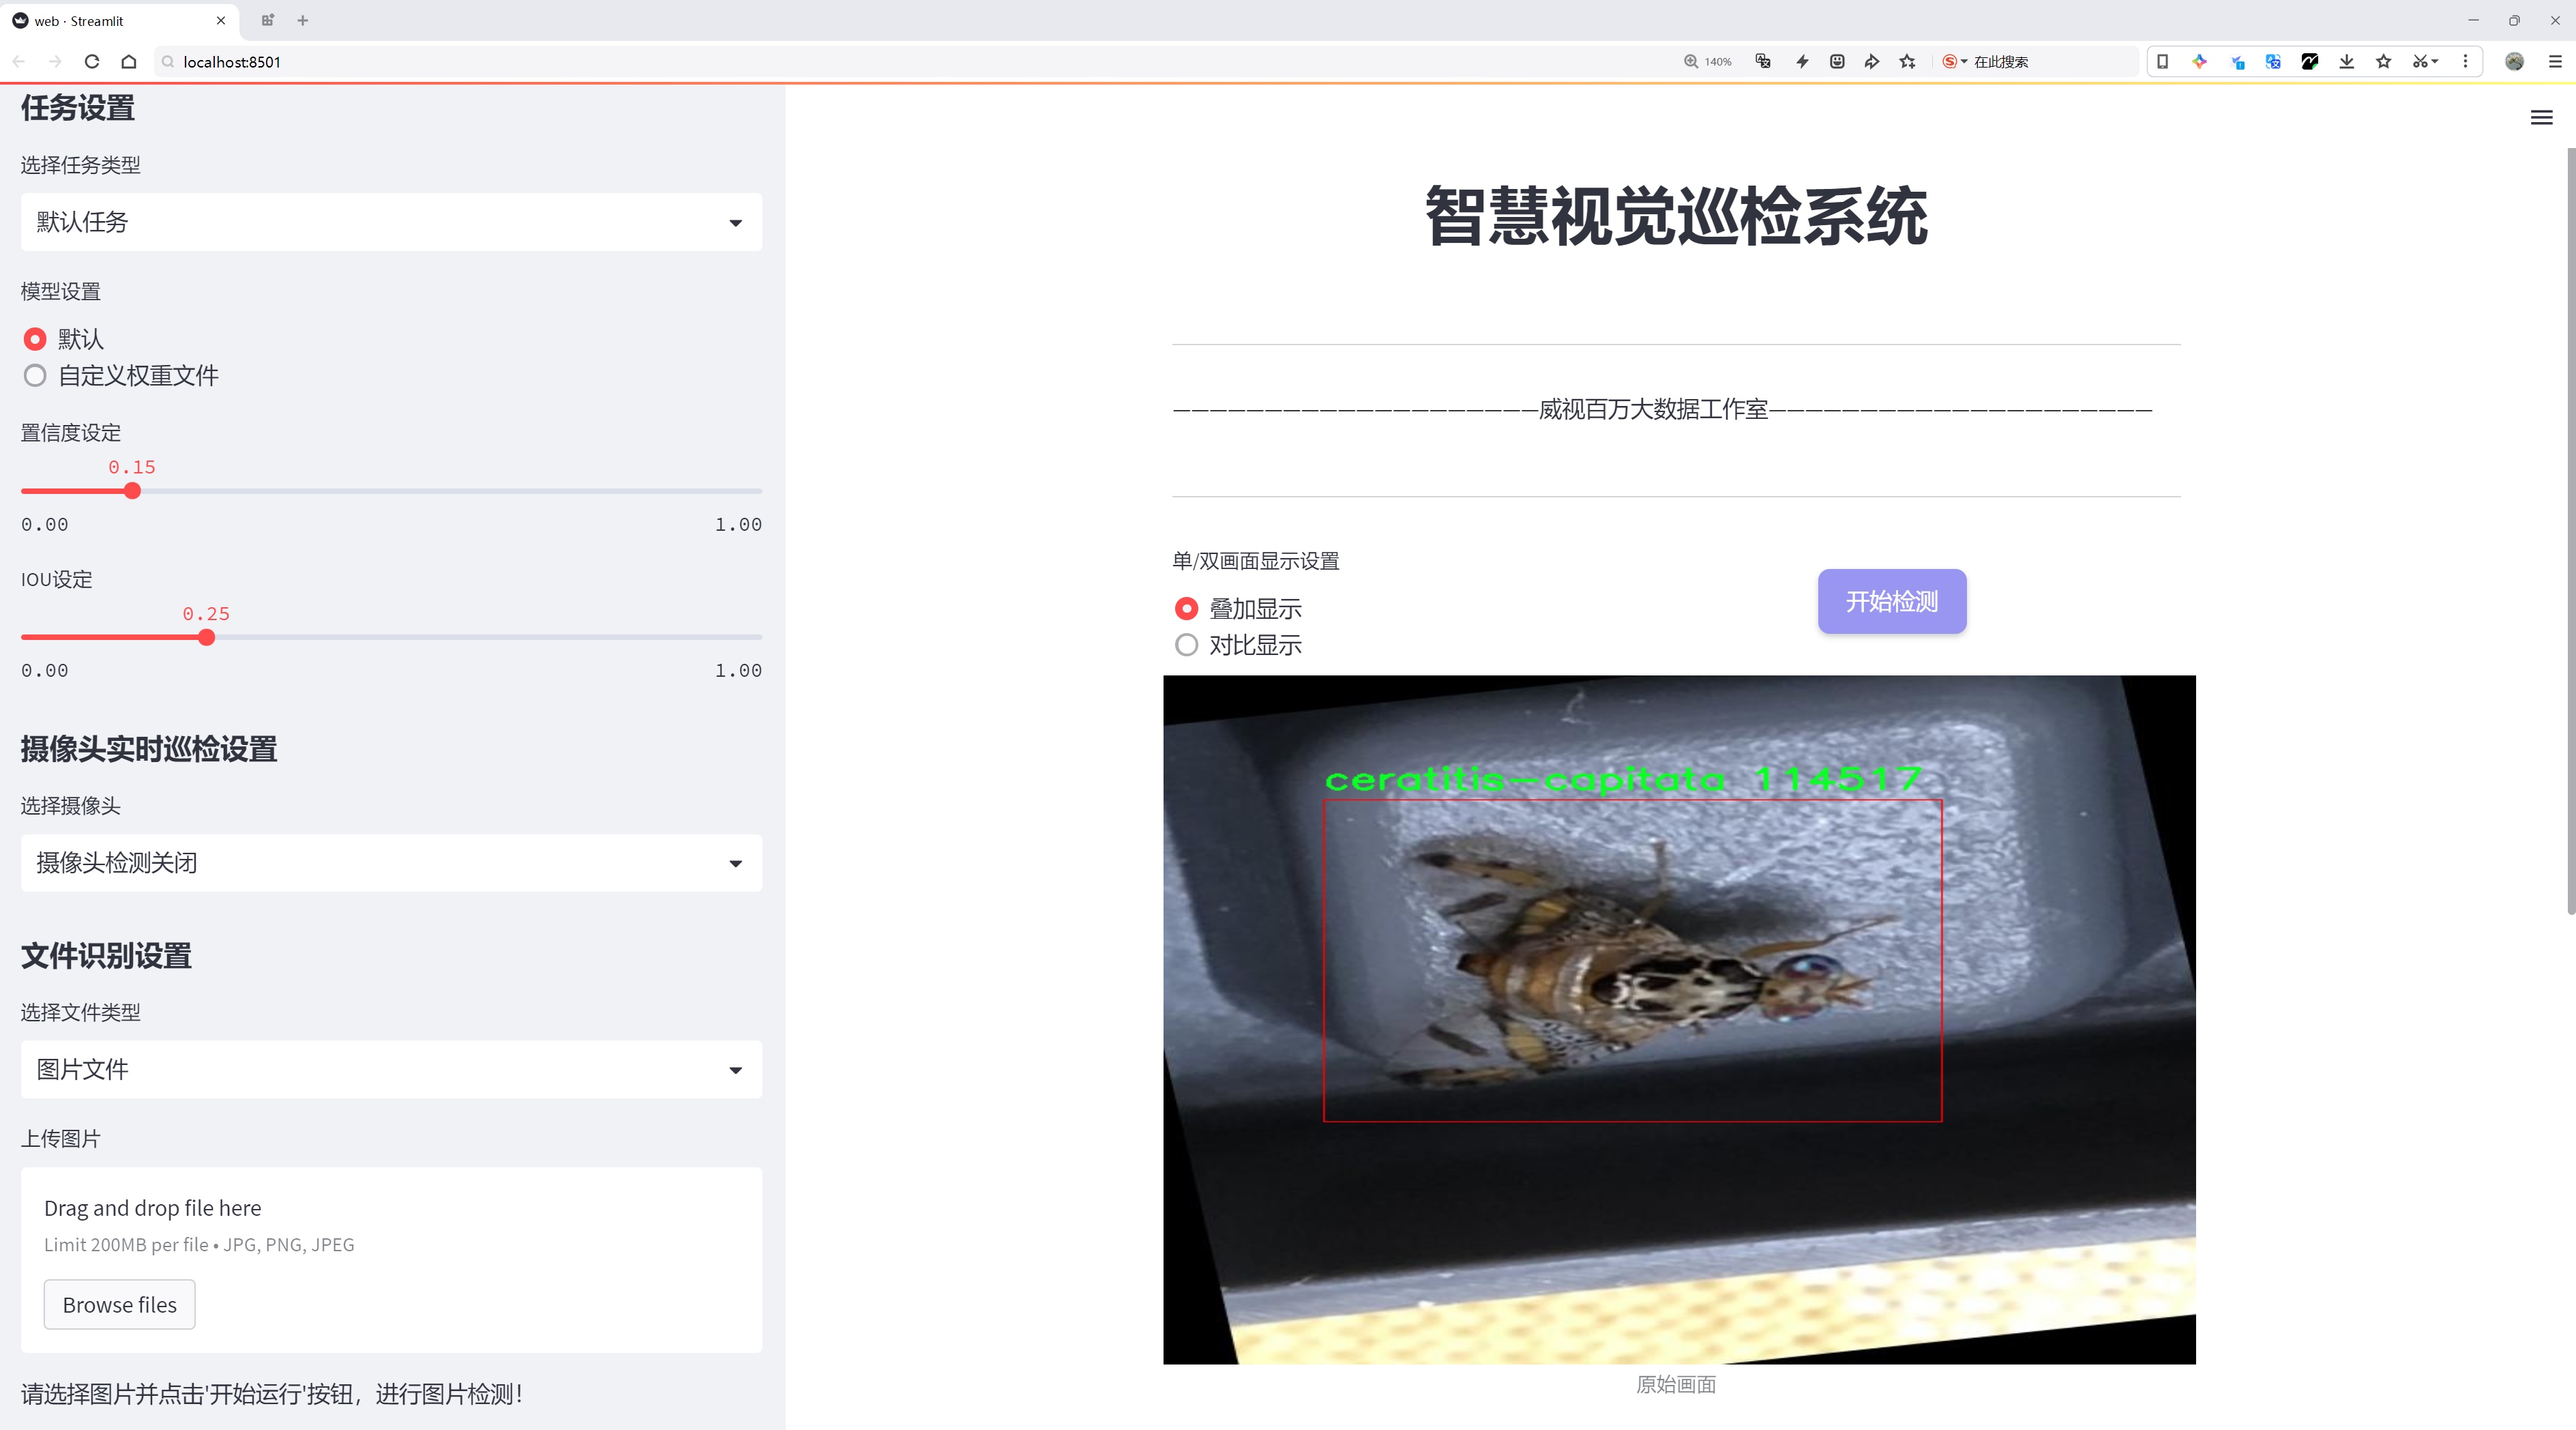 web · Streamlit
localhost:8501
140%
在此搜索
任务设置
选择任务类型
默认任务
模型设置
默认
自定义权重文件
置信度设定
0.15
0.00
1.00
IOU设定
0.25
0.00
1.00
摄像头实时巡检设置
选择摄像头
摄像头检测关闭
文件识别设置
选择文件类型
图片文件
上传图片
Drag and drop file here
Limit 200MB per file • JPG, PNG, JPEG
Browse files
请选择图片并点击'开始运行'按钮，进行图片检测！
智慧视觉巡检系统
————————————————————威视百万大数据工作室—————————————————————
单/双画面显示设置
叠加显示
对比显示
开始检测
ceratitis-capitata 114517
原始画面